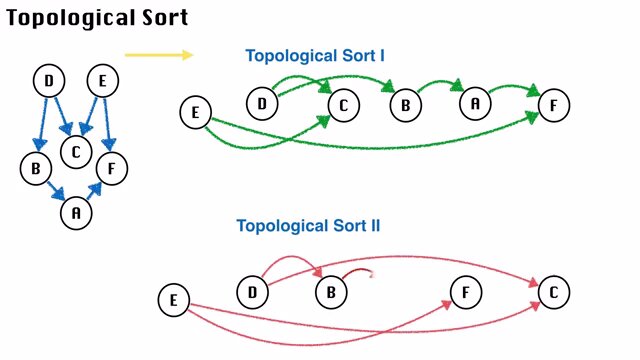 Topological Sort
Topological Sort I
D E
E D C B A F
B C F
A
Topological Sort II
E D B F C